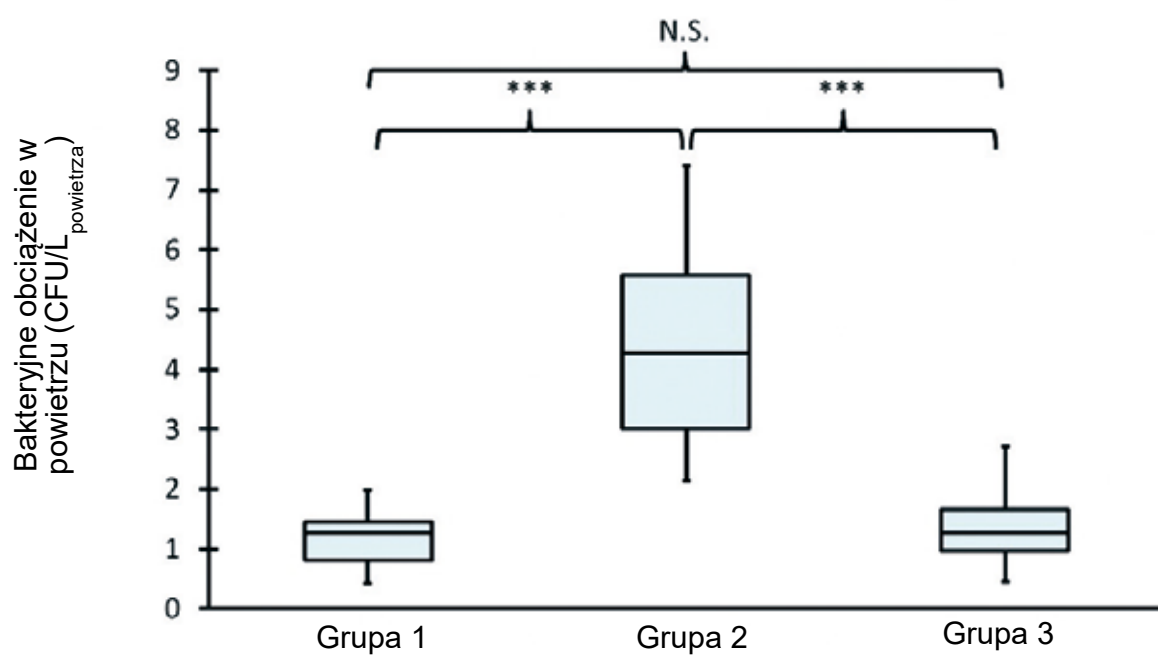 N.S.
***
***
9
8
7
6
5
4
3
2
1
0
Bakteryjne obciążenie w
powietrzu (CFU/Lpowietrza)
Grupa 1
Grupa 2
Grupa 3